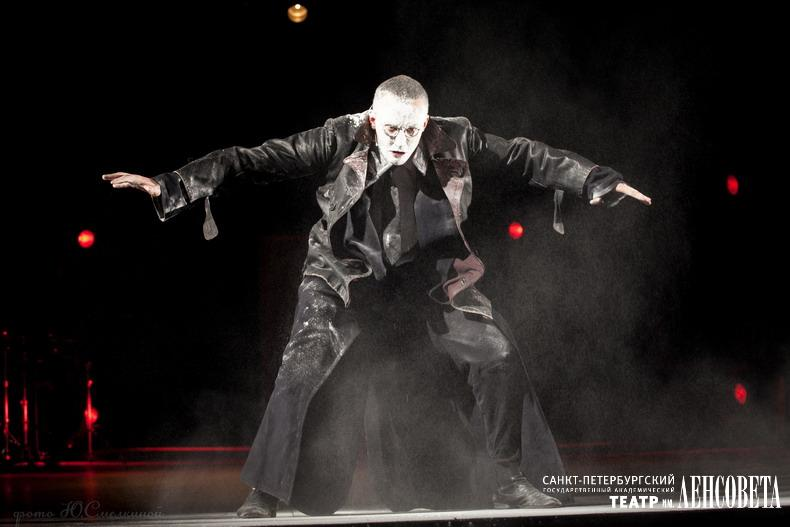 САНКТ-ПЕТЕРБУРГСКИЙ
ГОСУДАРСТВЕННЫЙ АКАДЕМИЧЕСКИЙ
ТЕАТР ИМ. ЛЕНСОВЕТА
фото Ю.Смелкиной